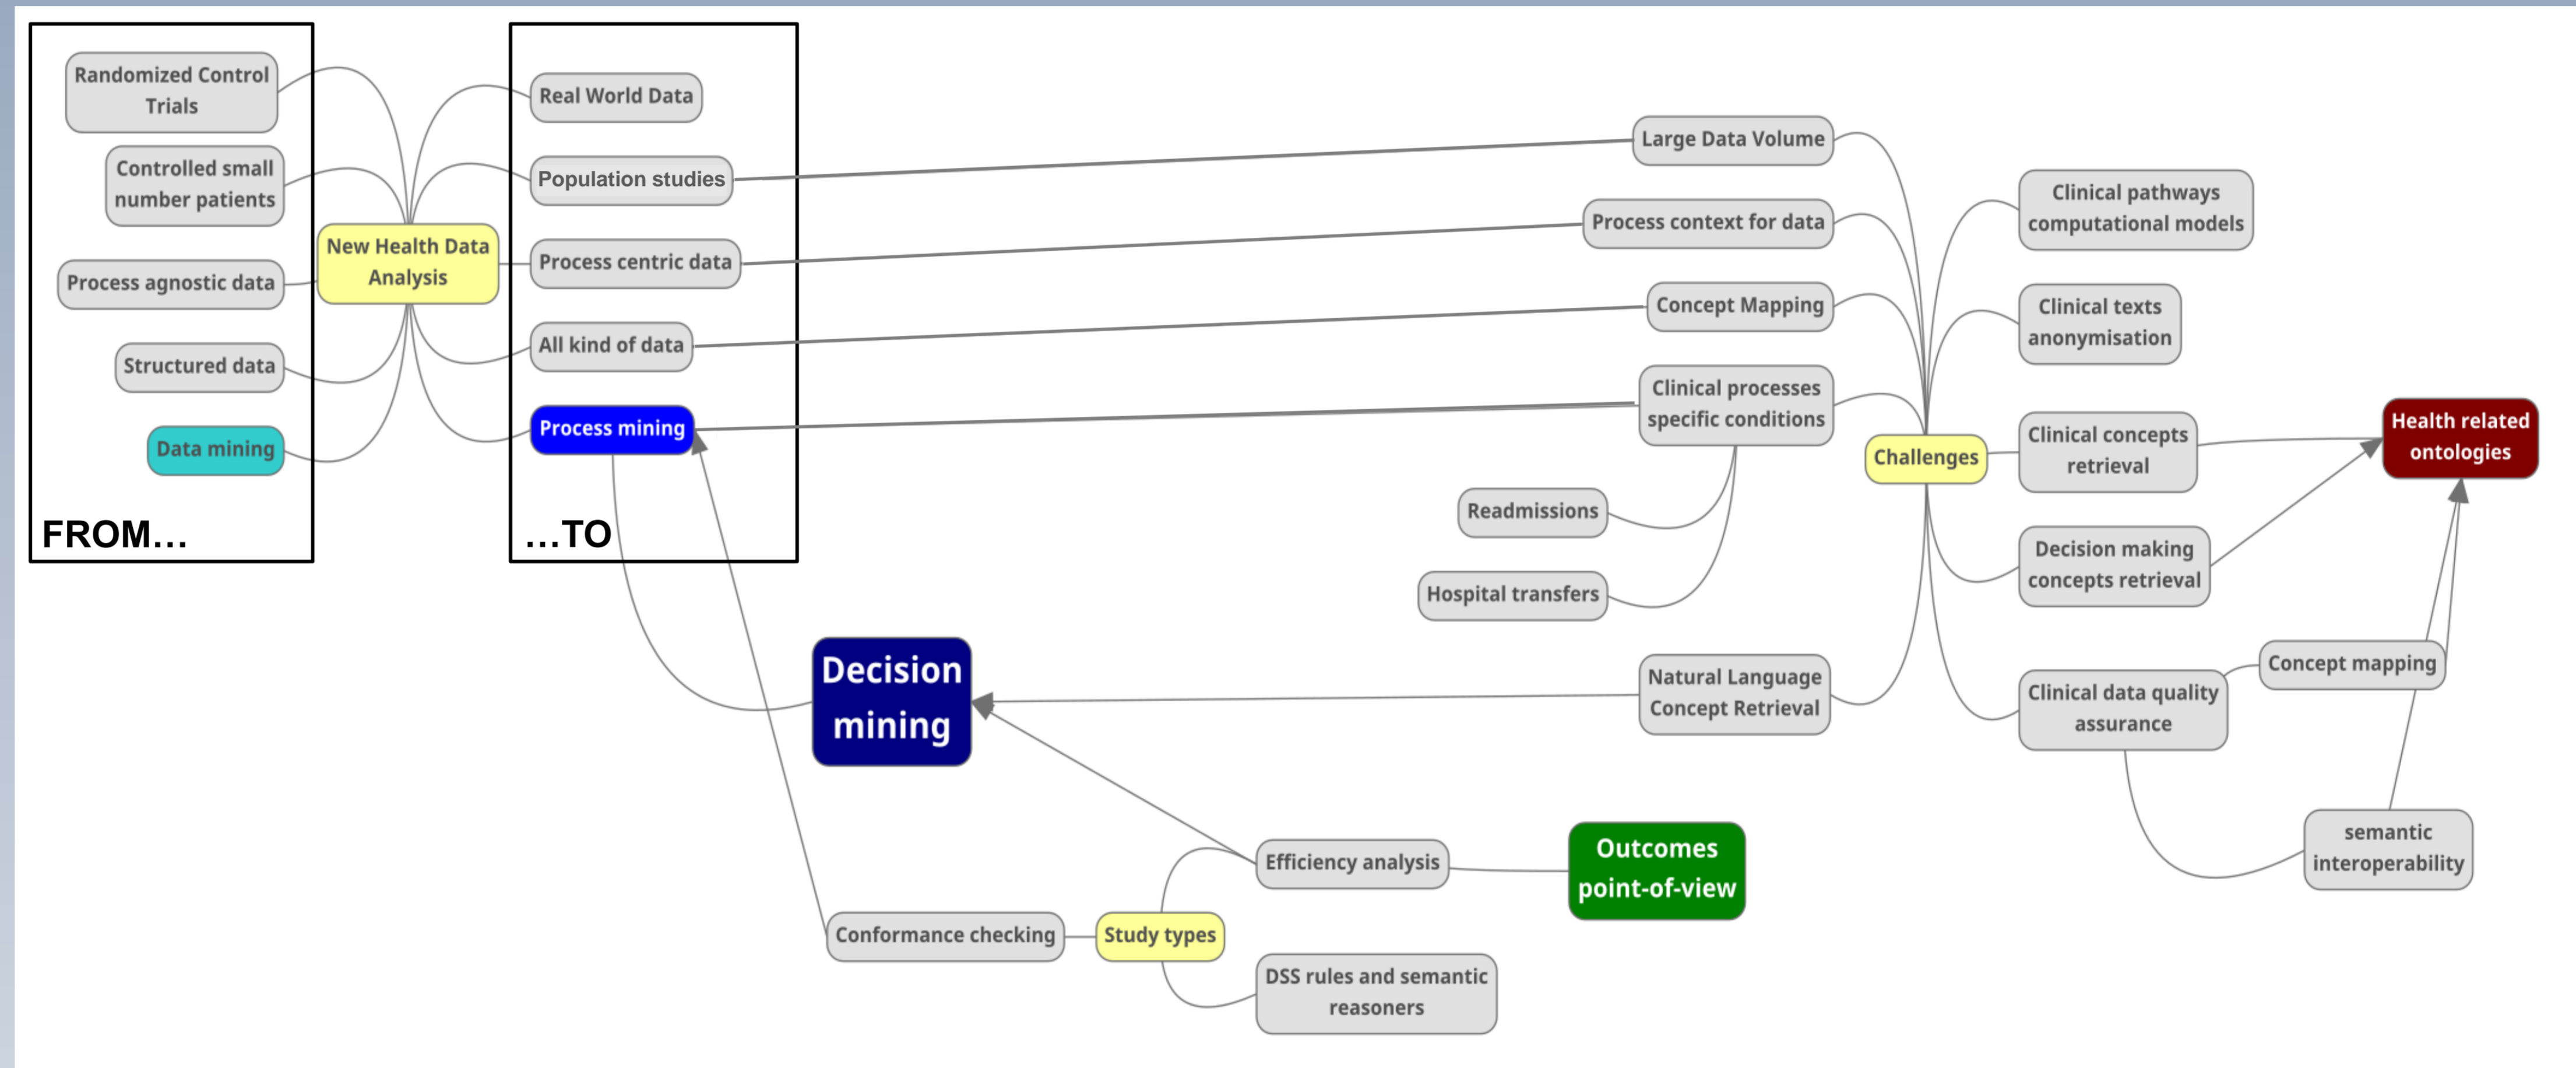 Randomized Control
Trials
Controlled small
number patients
Process agnostic data
Structured data
Data mining
FROM...
New Health Data
Analysis
Real World Data
Population studies
Process centric data
All kind of data
Process mining
...TO
Large Data Volume
Process context for data
Concept Mapping
Clinical processes
specific conditions
Readmissions
Hospital transfers
Natural Language
Concept Retrieval
Challenges
Clinical pathways
computational models
Clinical texts
anonymisation
Clinical concepts
retrieval
Decision making
concepts retrieval
Clinical data quality
assurance
Concept mapping
semantic
interoperability
Health related
ontologies
Decision
mining
Efficiency analysis
Outcomes
point-of-view
Conformance checking
Study types
DSS rules and semantic
reasoners